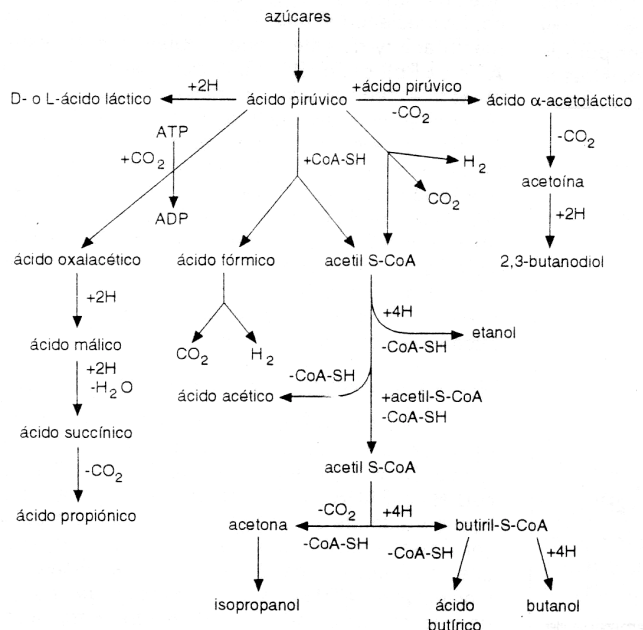 azúcares
D- o L-ácido láctico
+2H
ácido pirúvico
+ácido pirúvico
-CO2
ácido α-acetoláctico
ATP
+CO2
ADP
+CoA-SH
H2
CO2
-CO2
acetoína
+2H
ácido oxalacético
ácido fórmico
acetil S-CoA
2,3-butanodiol
+2H
CO2
H2
+4H
-CoA-SH
etanol
ácido málico
+2H
-H2O
-CoA-SH
ácido acético
+acetil-S-CoA
-CoA-SH
ácido succínico
-CO2
acetil S-CoA
ácido propiónico
acetona
-CO2
-CoA-SH
+4H
butiril-S-CoA
-CoA-SH
+4H
isopropanol
ácido
butírico
butanol